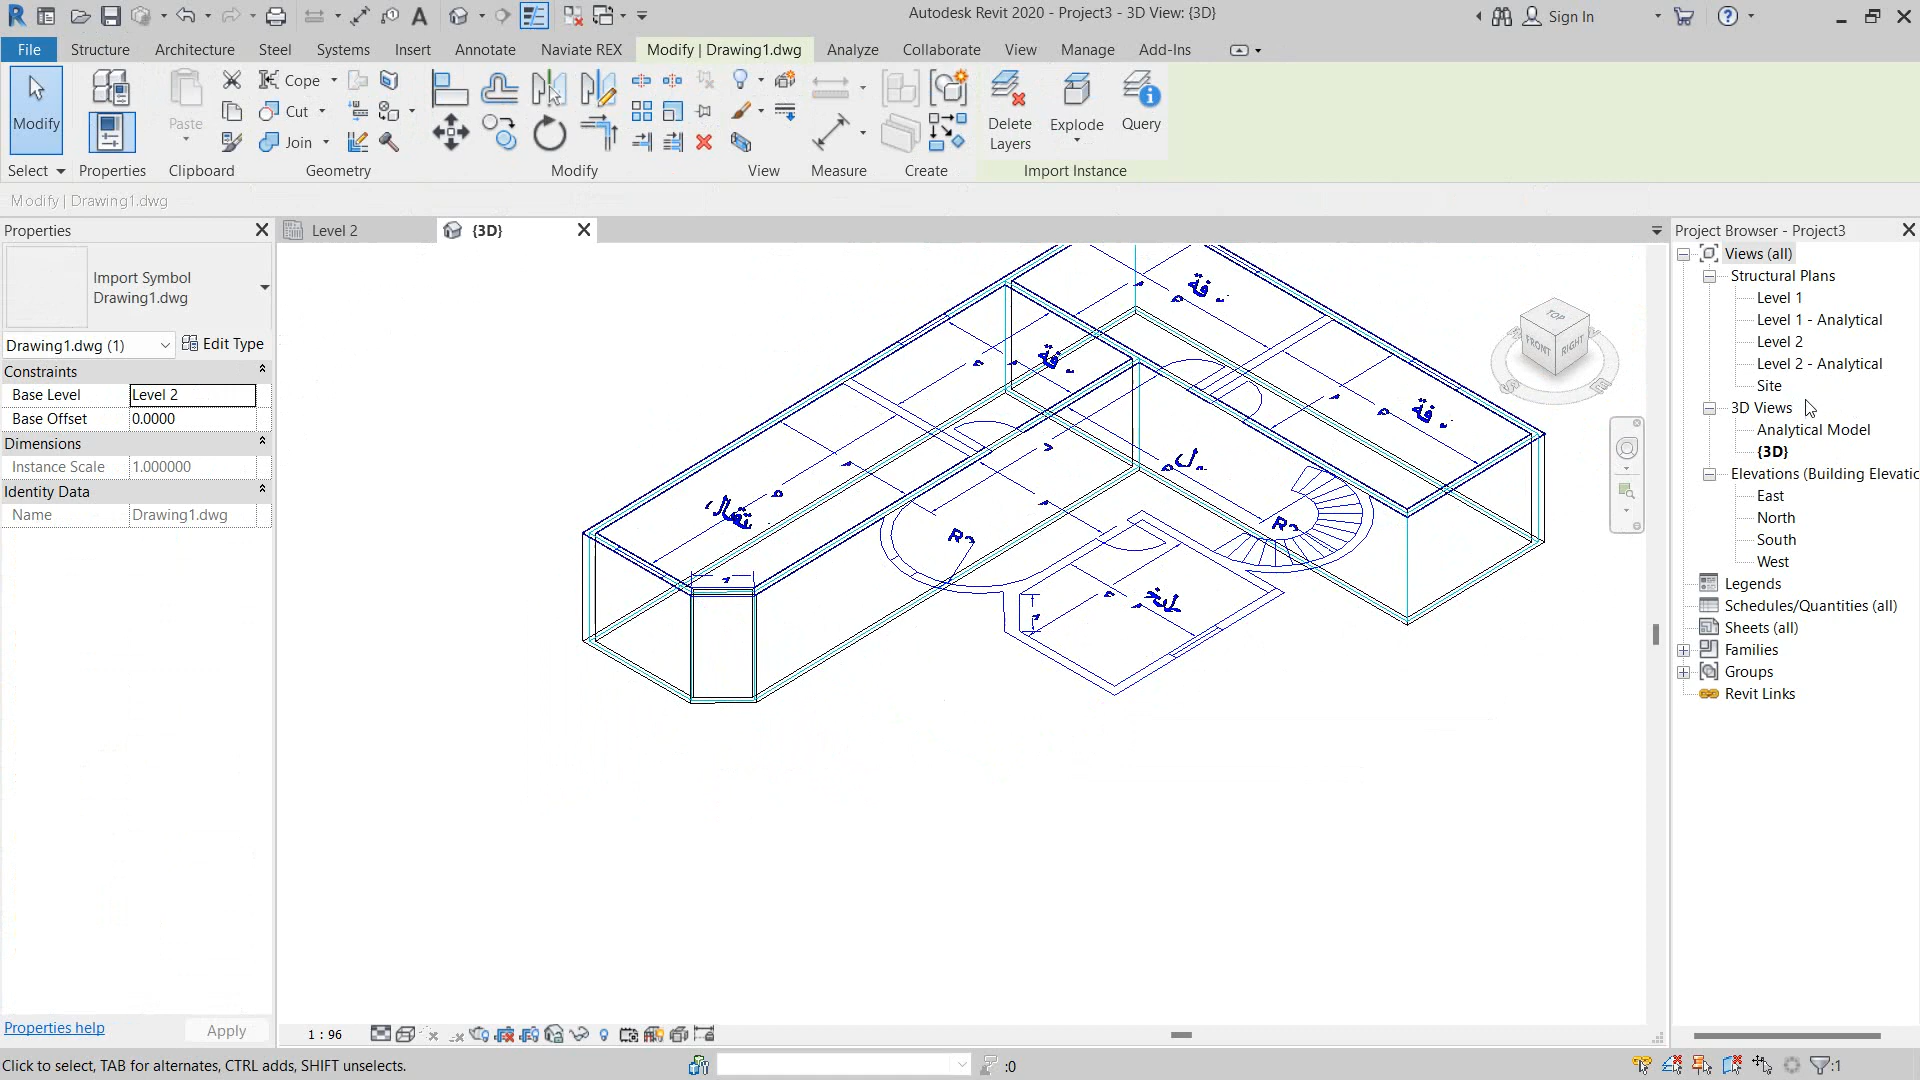 Autodesk Revit 2020 - Project3 - 3D View: {3D}
Sign In
File Structure Architecture Steel Systems Insert Annotate Naviate REX Modify | Drawing1.dwg Analyze Collaborate View Manage Add-Ins
Modify
Paste
Cope
Cut
Join
Delete Layers
Explode
Query
Select Properties Clipboard Geometry Modify View Measure Create Import Instance
Modify | Drawing1.dwg
Properties
Import Symbol
Drawing1.dwg
Drawing1.dwg (1)
Edit Type
Constraints
Base Level Level 2
Base Offset 0.0000
Dimensions
Instance Scale 1.000000
Identity Data
Name Drawing1.dwg
Properties help
Apply
Level 2
{3D}
TOP
FRONT
RIGHT
1 : 96
Project Browser - Project3
Views (all)
Structural Plans
Level 1
Level 1 - Analytical
Level 2
Level 2 - Analytical
Site
3D Views
Analytical Model
{3D}
Elevations (Building Elevatic
East
North
South
West
Legends
Schedules/Quantities (all)
Sheets (all)
Families
Groups
Revit Links
Click to select, TAB for alternates, CTRL adds, SHIFT unselects.
:0
:1